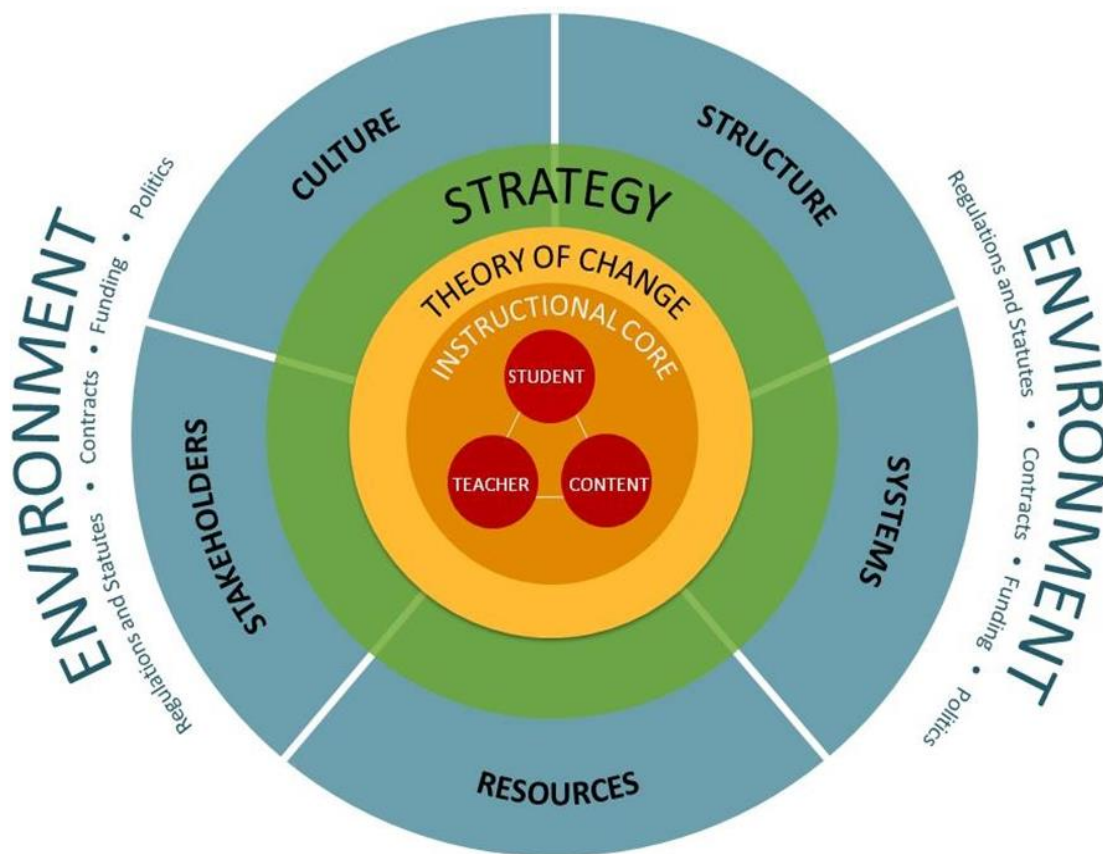 CULTURE
STRUCTURE
STRATEGY
THEORY OF CHANGE
INSTRUCTIONAL CORE
STUDENT
TEACHER
CONTENT
STAKEHOLDERS
SYSTEMS
RESOURCES
ENVIRONMENT
Regulations and Statutes • Contracts • Funding • Politics
ENVIRONMENT
Regulations and Statutes • Contracts • Funding • Politics